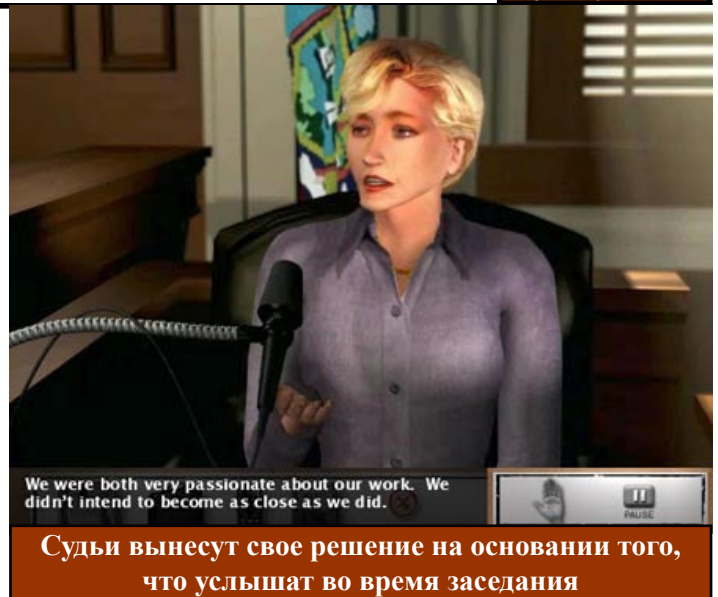 We were both very passionate about our work.  We
didn't intend to become as close as we did.
PAUSE
Судьи вынесут свое решение на основании того,
что услышат во время заседания